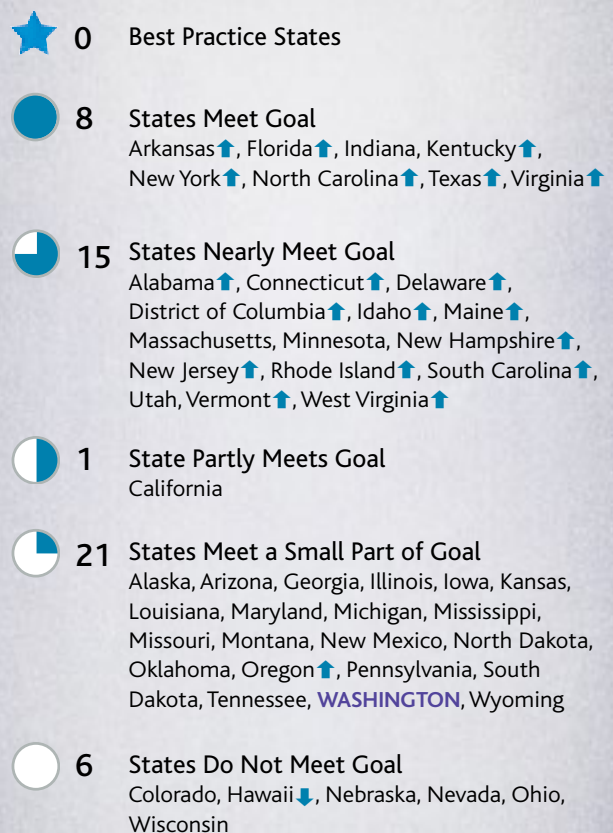 0 Best Practice States
8 States Meet Goal
Arkansas⬆, Florida⬆, Indiana, Kentucky⬆,
New York⬆, North Carolina⬆, Texas⬆, Virginia⬆
15 States Nearly Meet Goal
Alabama⬆, Connecticut⬆, Delaware⬆,
District of Columbia⬆, Idaho⬆, Maine⬆,
Massachusetts, Minnesota, New Hampshire⬆,
New Jersey⬆, Rhode Island⬆, South Carolina⬆,
Utah, Vermont⬆, West Virginia⬆
1 State Partly Meets Goal
California
21 States Meet a Small Part of Goal
Alaska, Arizona, Georgia, Illinois, Iowa, Kansas,
Louisiana, Maryland, Michigan, Mississippi,
Missouri, Montana, New Mexico, North Dakota,
Oklahoma, Oregon⬆, Pennsylvania, South
Dakota, Tennessee, WASHINGTON, Wyoming
6 States Do Not Meet Goal
Colorado, Hawaii⬇, Nebraska, Nevada, Ohio,
Wisconsin